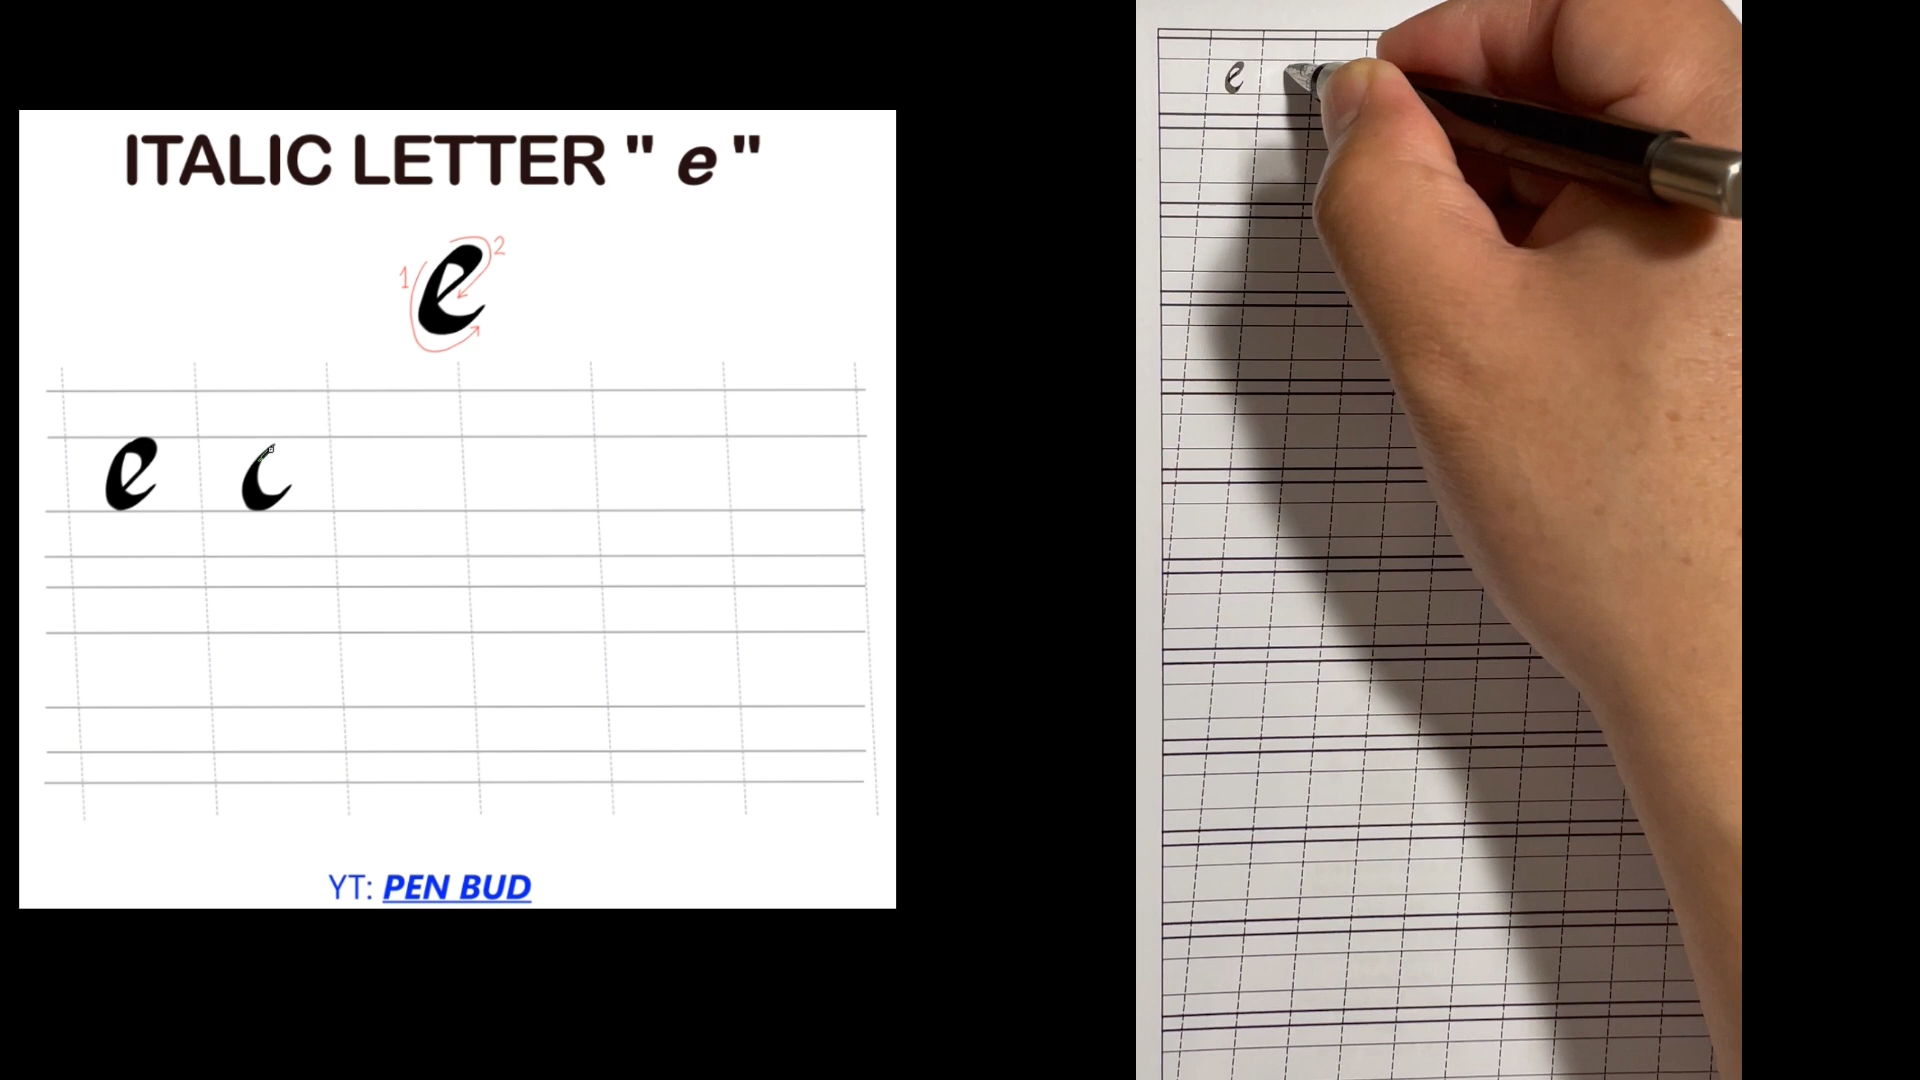 ITALIC LETTER " e "
1 e 2
e c
YT: PEN BUD
e